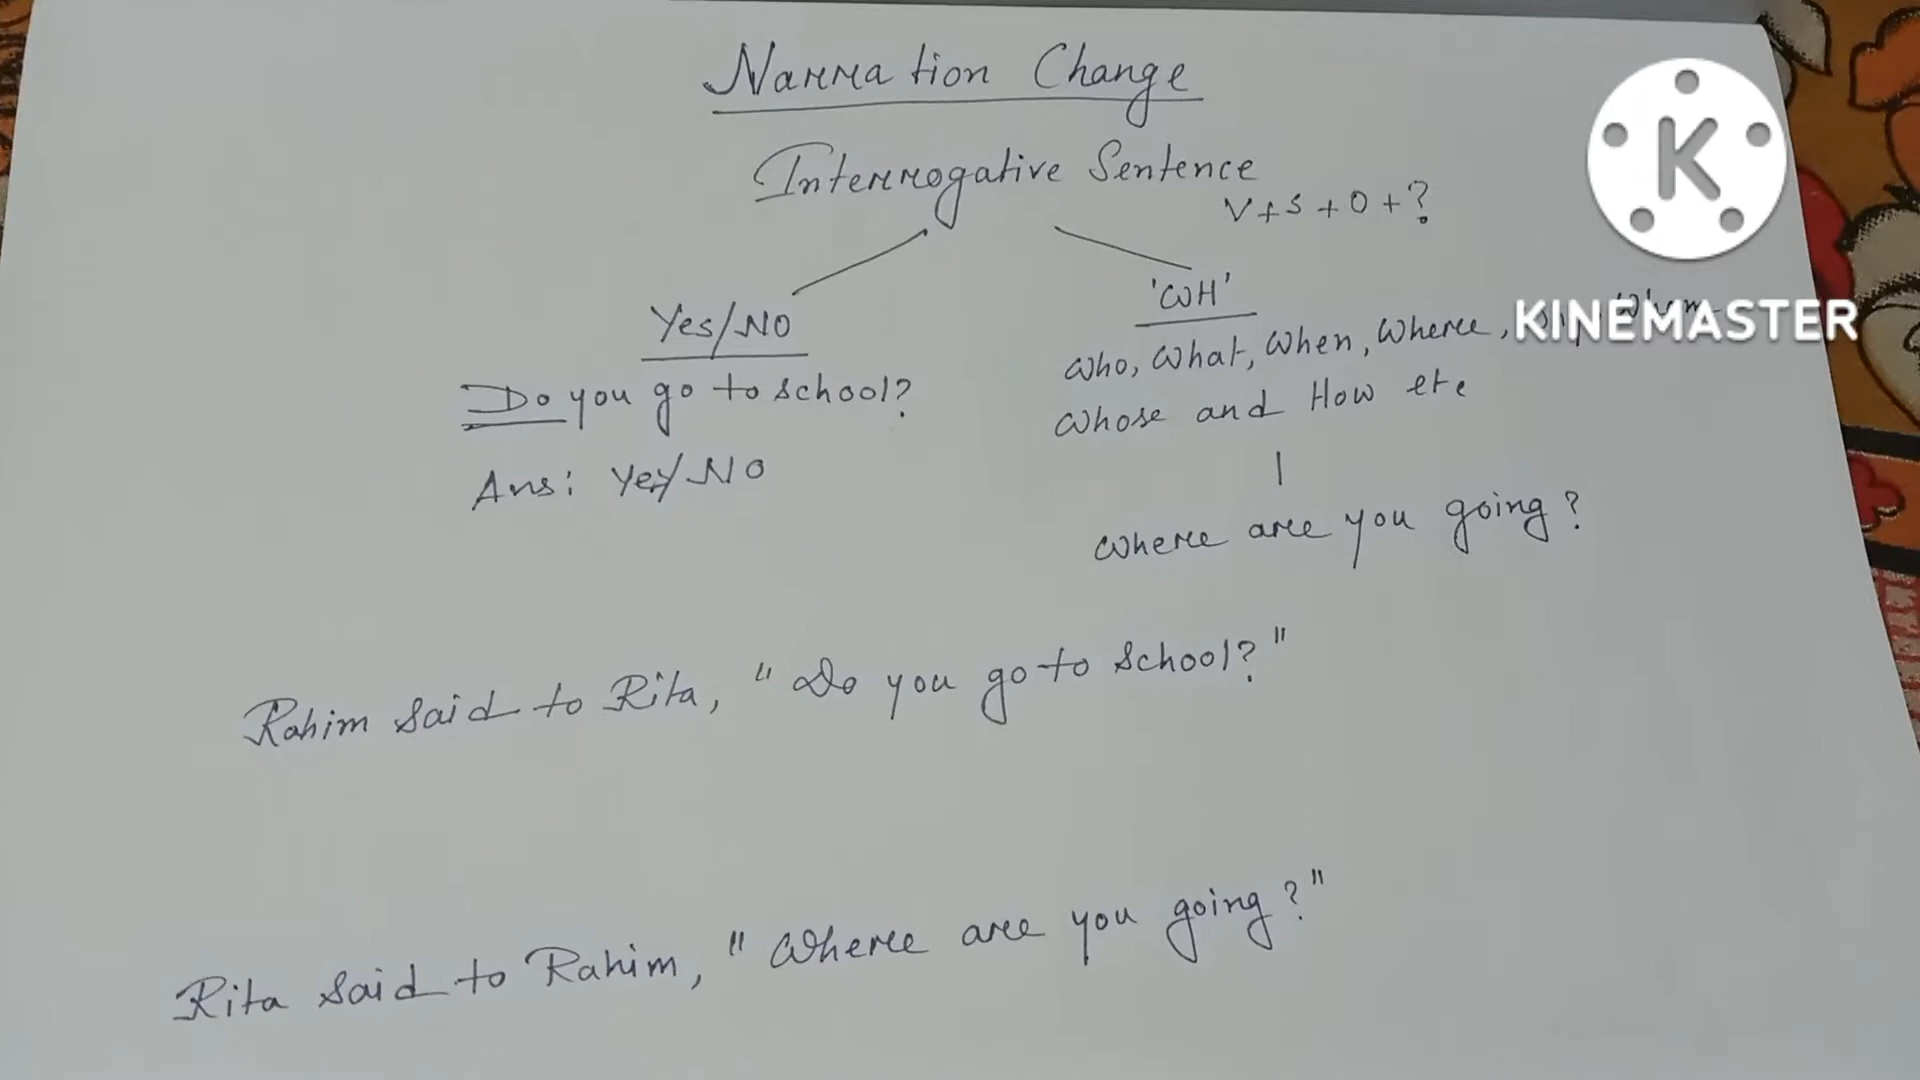 Narration Change
Interrogative Sentence
V+S+O+?
Yes/No
Do you go to school?
Ans: Yes/No
'WH'
Who, What, When, Where,
Whose and How etc
Where are you going?
Rahim said to Rita, "Do you go to school?"
Rita said to Rahim, "Where are you going?"
KINEMASTER